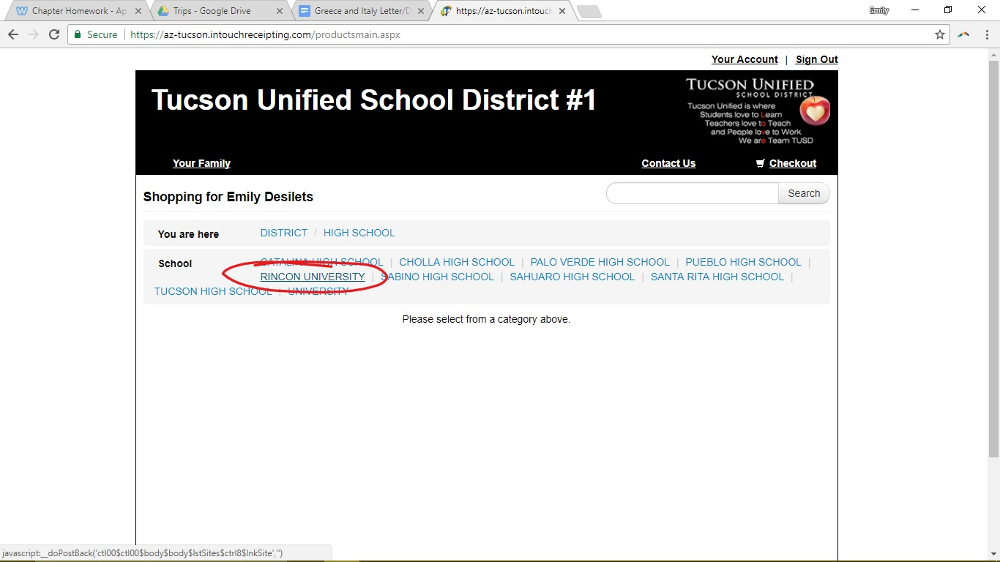 Chapter Homework - Ap
Trips - Google Drive
Greece and Italy Letter/D
https://az-tucson.intouch
Emily
Secure
https://az-tucson.intouchreceipting.com/productsmain.aspx
Your Account | Sign Out
Tucson Unified School District #1
TUCSON UNIFIED
SCHOOL DISTRICT
Tucson Unified is where
Students love to Learn
Teachers love to Teach
and People love to Work
We are Team TUSD
Your Family
Contact Us
Checkout
Shopping for Emily Desilets
Search
You are here DISTRICT / HIGH SCHOOL
School CATALINA HIGH SCHOOL | CHOLLA HIGH SCHOOL | PALO VERDE HIGH SCHOOL | PUEBLO HIGH SCHOOL |
RINCON UNIVERSITY | SABINO HIGH SCHOOL | SAHUARO HIGH SCHOOL | SANTA RITA HIGH SCHOOL |
TUCSON HIGH SCHOOL | UNIVERSITY
Please select from a category above.
javascript:__doPostBack('ctl00$ctl00$body$body$lstSites$ctrl8$lnkSite','')